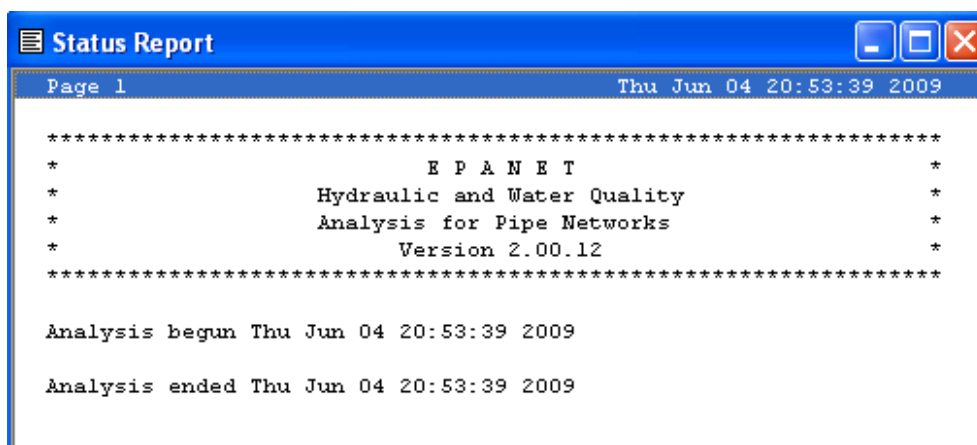 Status Report
Page 1 Thu Jun 04 20:53:39 2009
******************************************************************
* E P A N E T *
* Hydraulic and Water Quality *
* Analysis for Pipe Networks *
* Version 2.00.12 *
******************************************************************
Analysis begun Thu Jun 04 20:53:39 2009
Analysis ended Thu Jun 04 20:53:39 2009